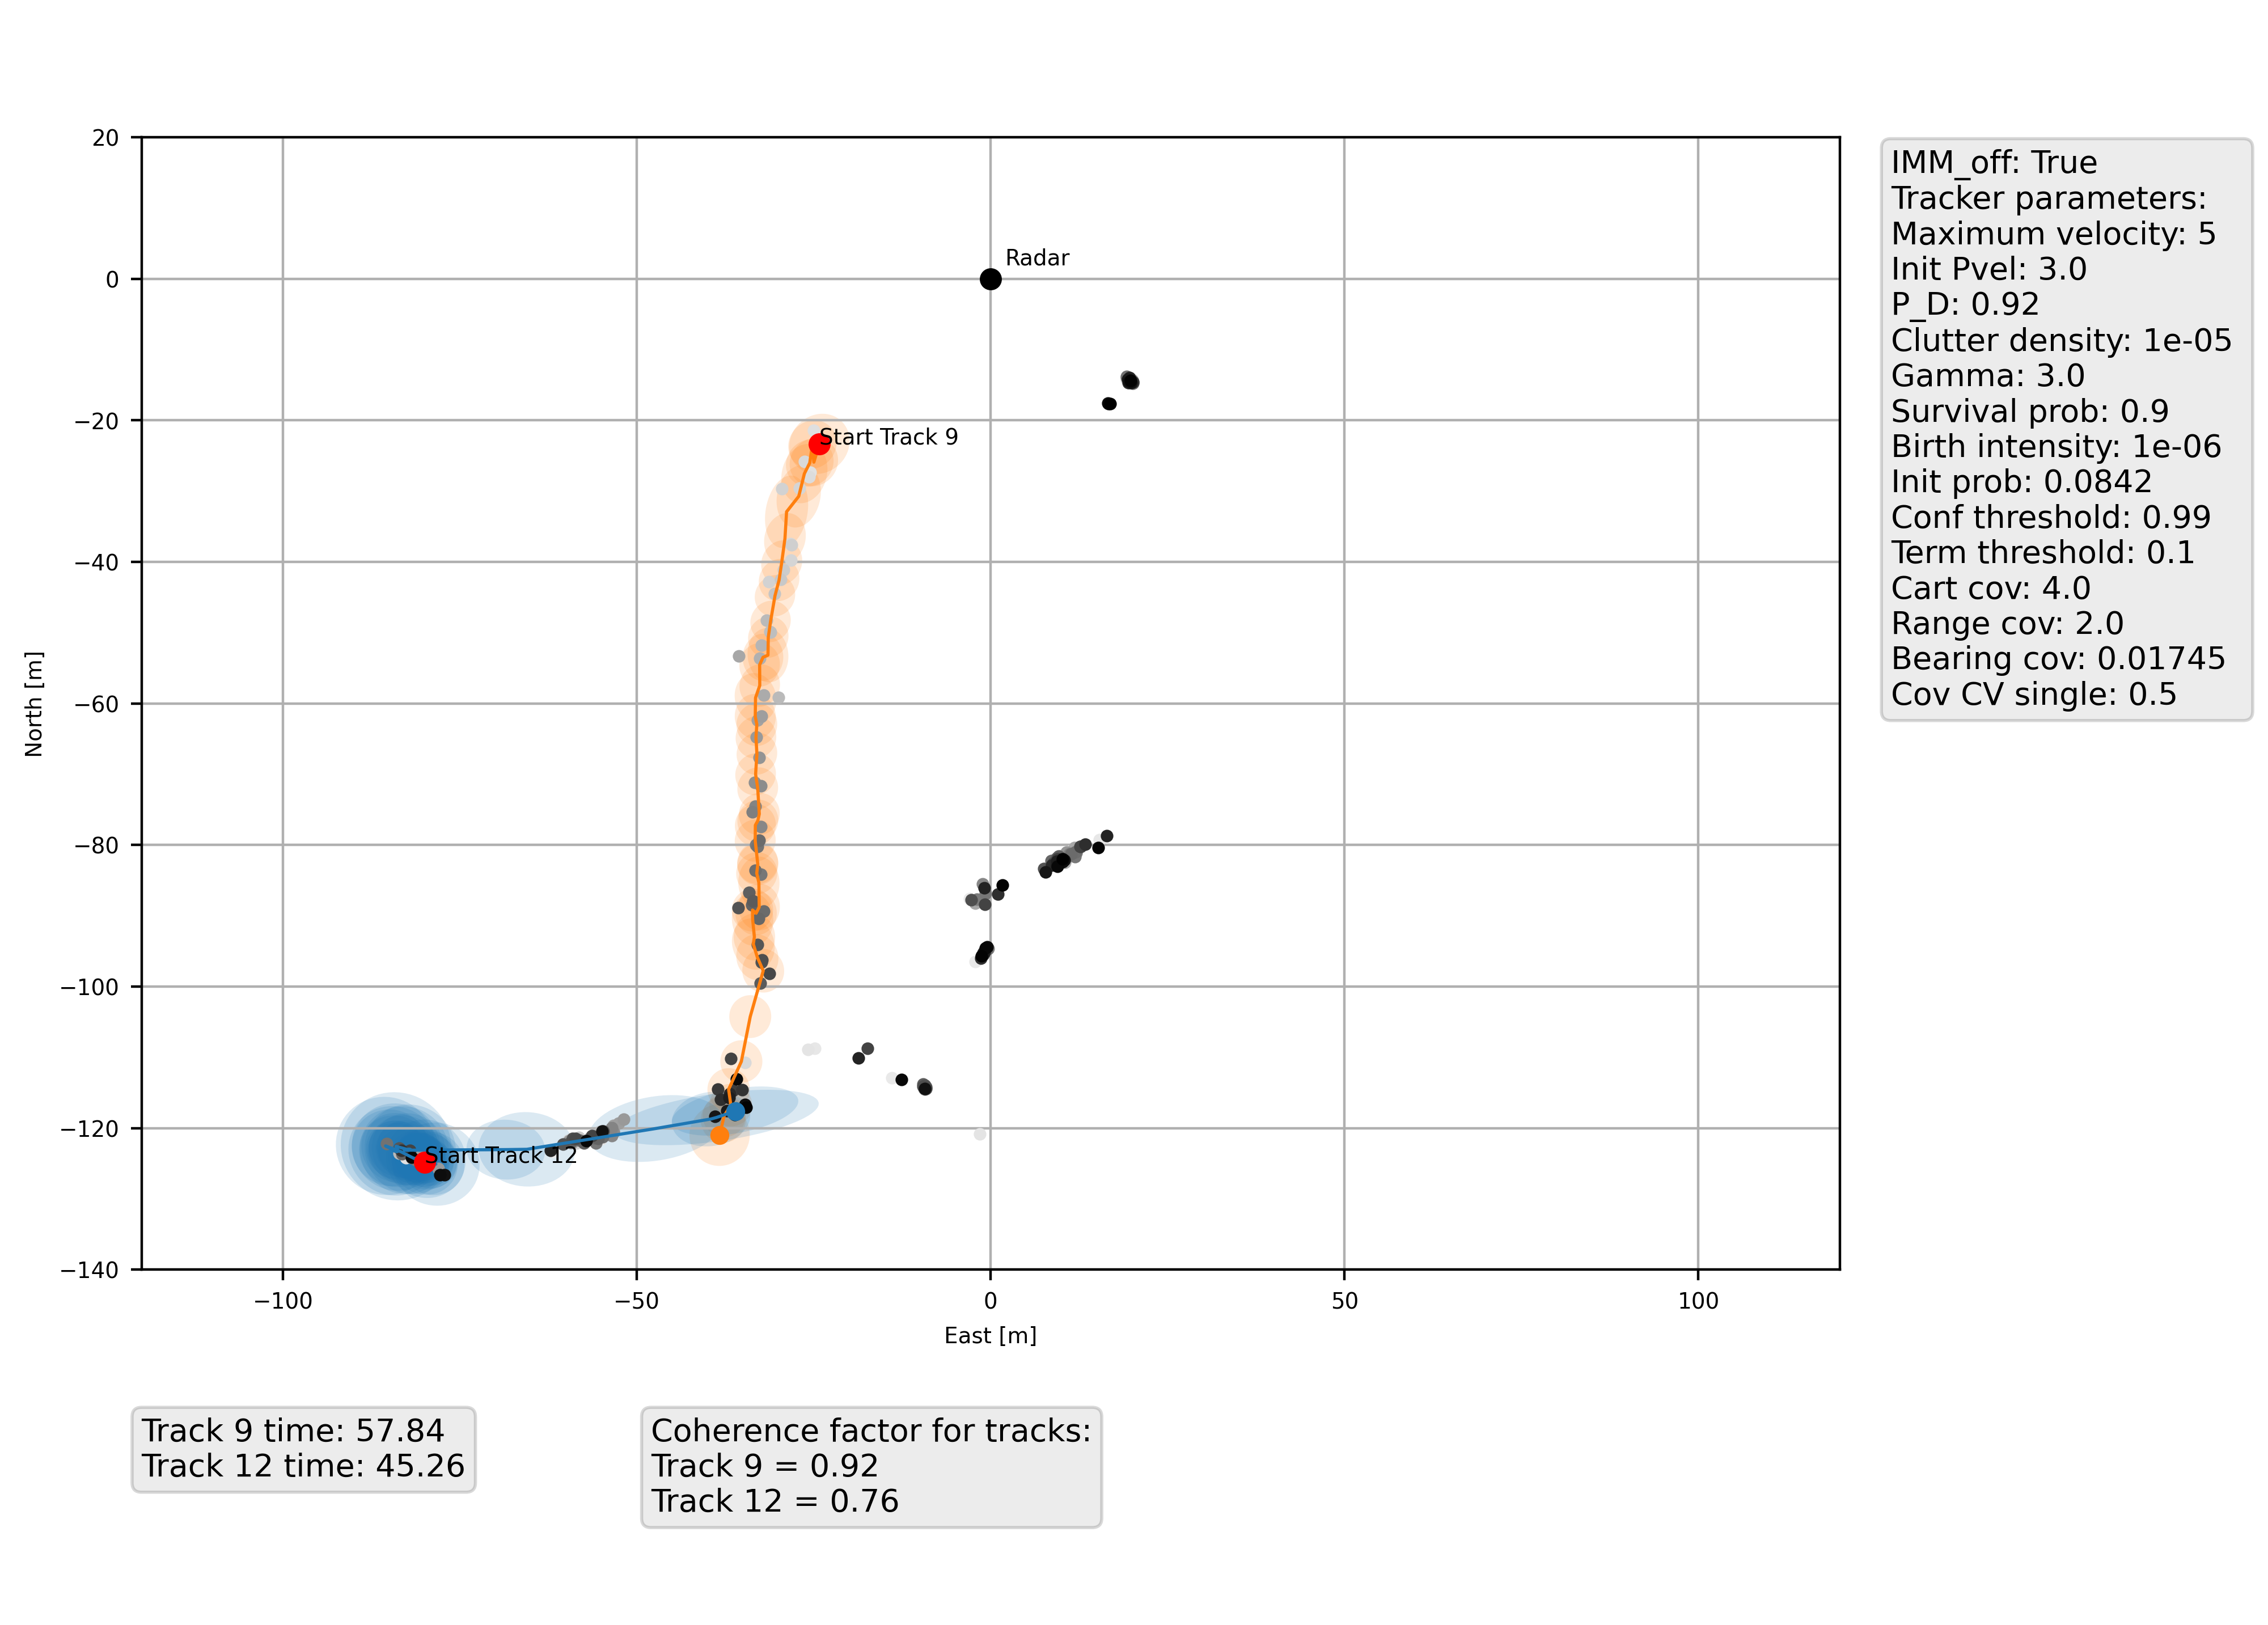 20
0
−20
−40
−60
−80
−100
−120
−140
North [m]
−100
−50
0
50
100
East [m]
Radar
Start Track 9
Start Track 12
IMM_off: True
Tracker parameters:
Maximum velocity: 5
Init Pvel: 3.0
P_D: 0.92
Clutter density: 1e-05
Gamma: 3.0
Survival prob: 0.9
Birth intensity: 1e-06
Init prob: 0.0842
Conf threshold: 0.99
Term threshold: 0.1
Cart cov: 4.0
Range cov: 2.0
Bearing cov: 0.01745
Cov CV single: 0.5
Track 9 time: 57.84
Track 12 time: 45.26
Coherence factor for tracks:
Track 9 = 0.92
Track 12 = 0.76